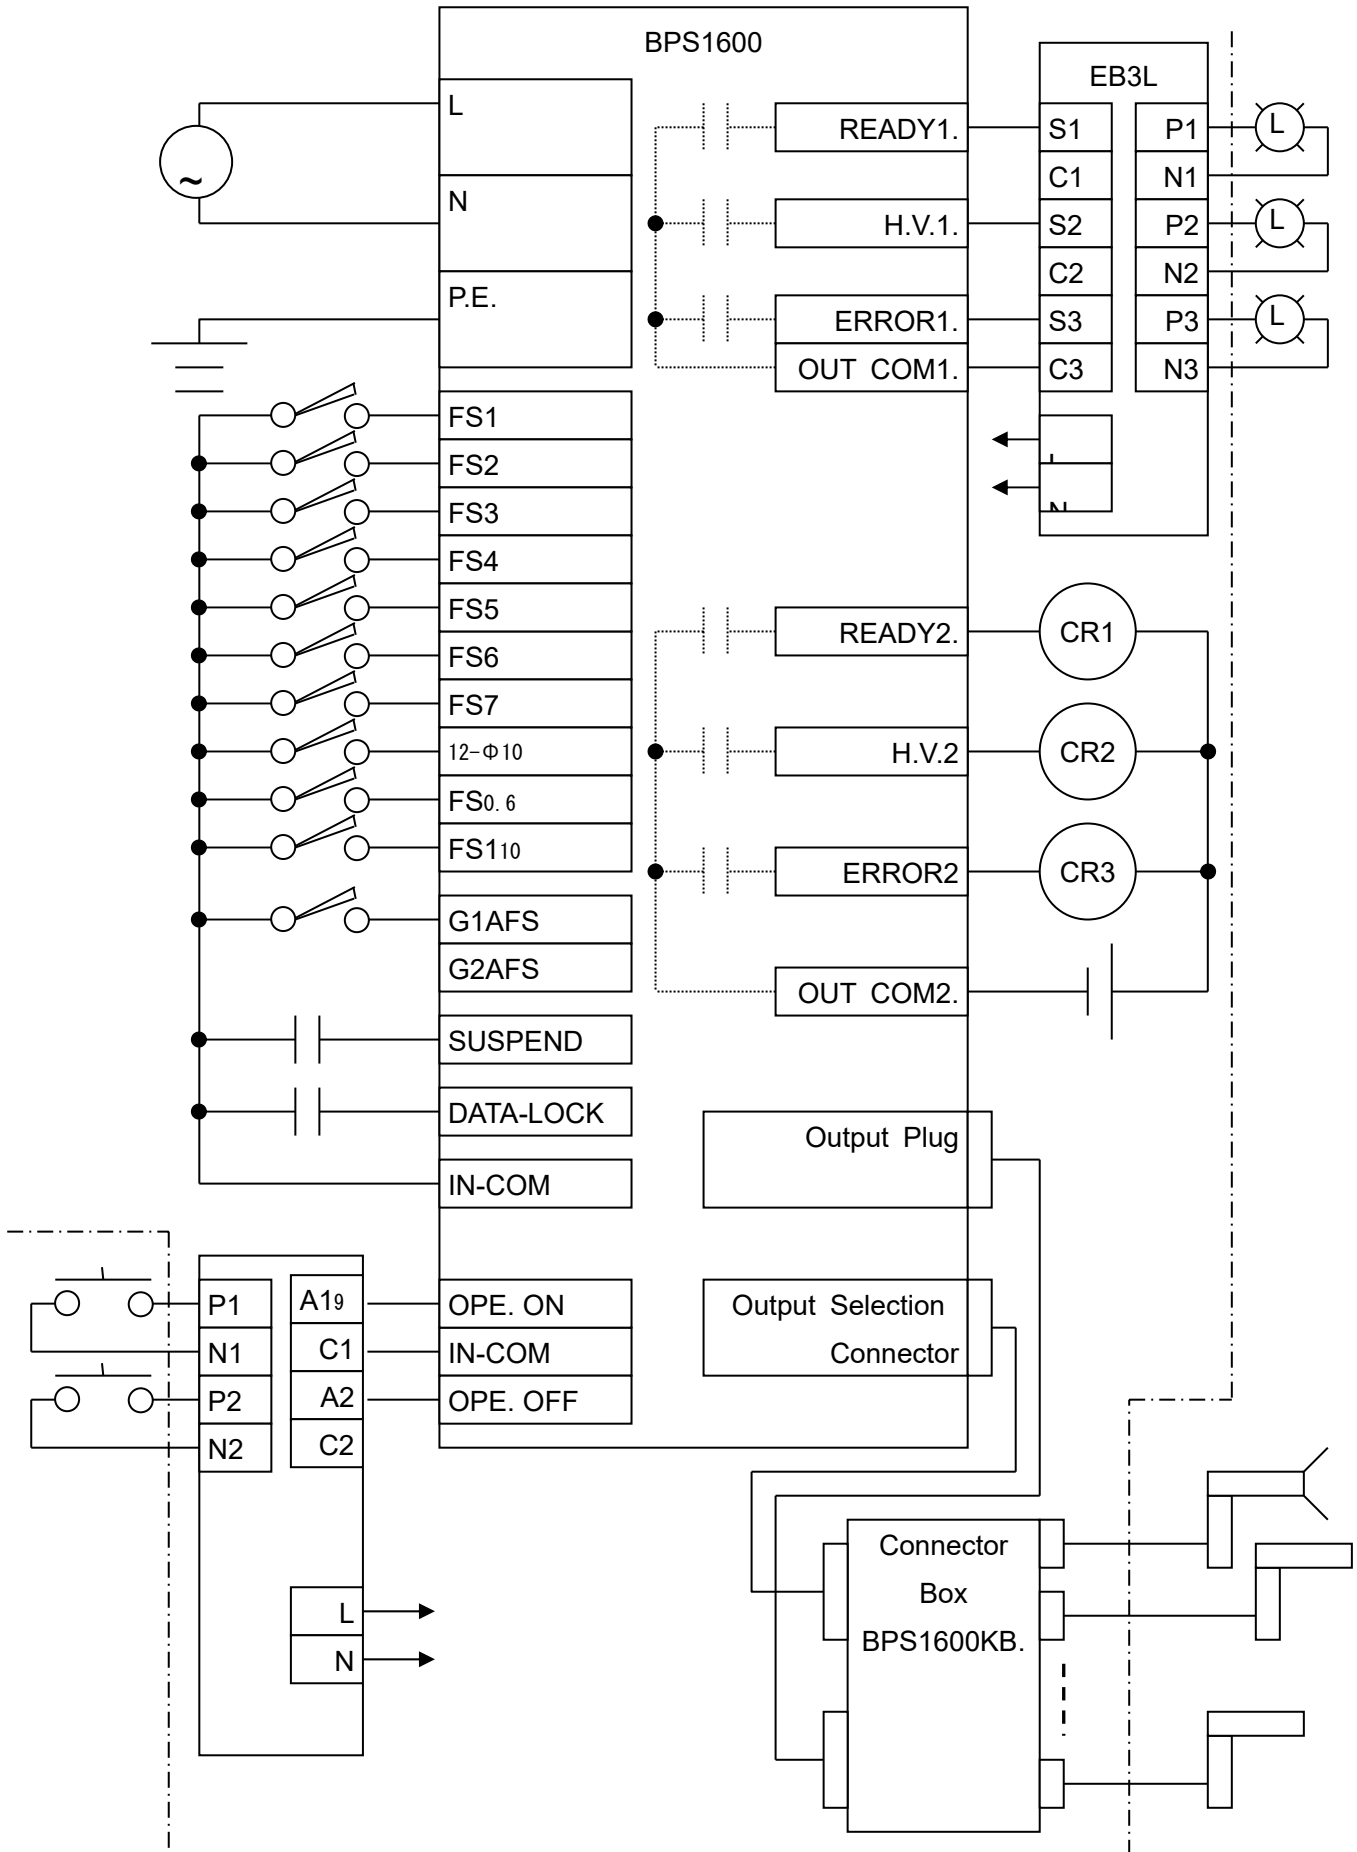 BPS1600
L
N
P.E.
FS1
FS2
FS3
FS4
FS5
FS6
FS7
12-Φ10
FS0.6
FS110
G1AFS
G2AFS
SUSPEND
DATA-LOCK
IN-COM
OPE. ON
IN-COM
OPE. OFF
~
READY1.
H.V.1.
ERROR1.
OUT COM1.
READY2.
H.V.2
ERROR2
OUT COM2.
Output Plug
Output Selection
Connector
EB3L
S1
C1
S2
C2
S3
C3
P1
N1
P2
N2
P3
N3
L
L
L
CR1
CR2
CR3
P1
N1
P2
N2
A19
C1
A2
C2
L
N
Connector
Box
BPS1600KB.